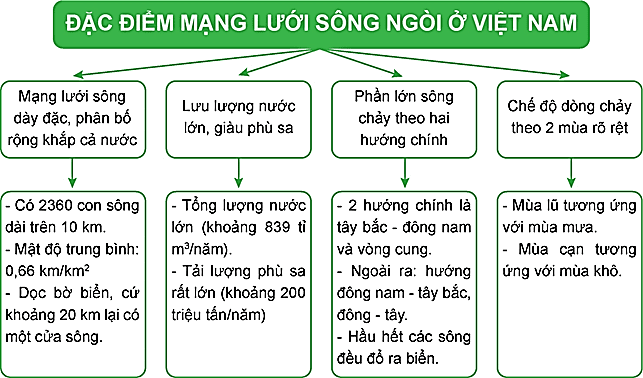 ĐẶC ĐIỂM MẠNG LƯỚI SÔNG NGÒI Ở VIỆT NAM
Mạng lưới sông
dày đặc, phân bố
rộng khắp cả nước
Lưu lượng nước
lớn, giàu phù sa
Phần lớn sông
chảy theo hai
hướng chính
Chế độ dòng chảy
theo 2 mùa rõ rệt
- Có 2360 con sông
dài trên 10 km.
- Mật độ trung bình:
0,66 km/km²
- Dọc bờ biển, cứ
khoảng 20 km lại có
một cửa sông.
- Tổng lượng nước
lớn (khoảng 839 tỉ
m³/năm).
- Tải lượng phù sa
rất lớn (khoảng 200
triệu tấn/năm)
- 2 hướng chính là
tây bắc - đông nam
và vòng cung.
- Ngoài ra: hướng
đông nam - tây bắc,
đông - tây.
- Hầu hết các sông
đều đổ ra biển.
- Mùa lũ tương ứng
với mùa mưa.
- Mùa cạn tương
ứng với mùa khô.